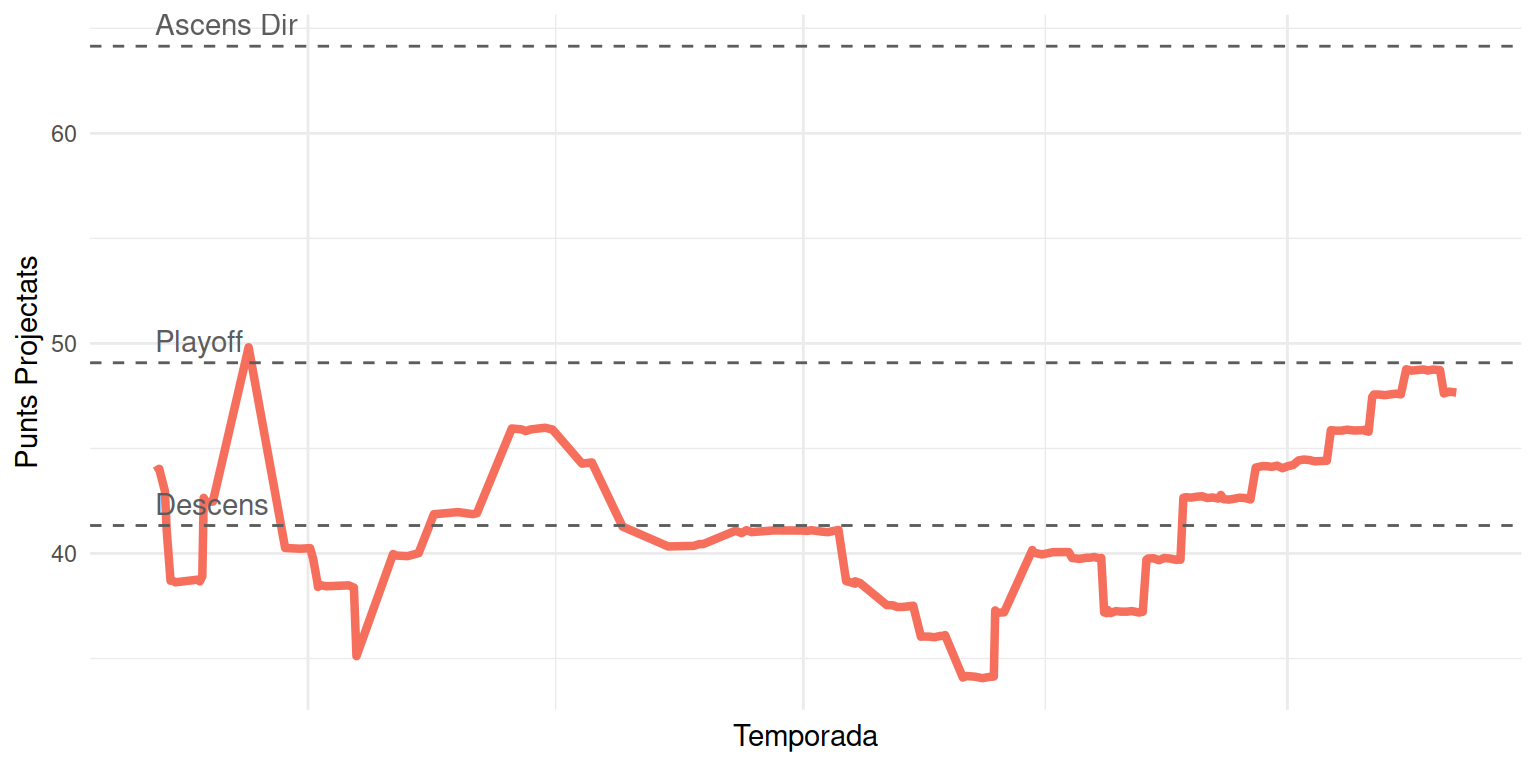 Ascens Dir
60
Playoff
50
Descens
40
Punts Projectats
Temporada